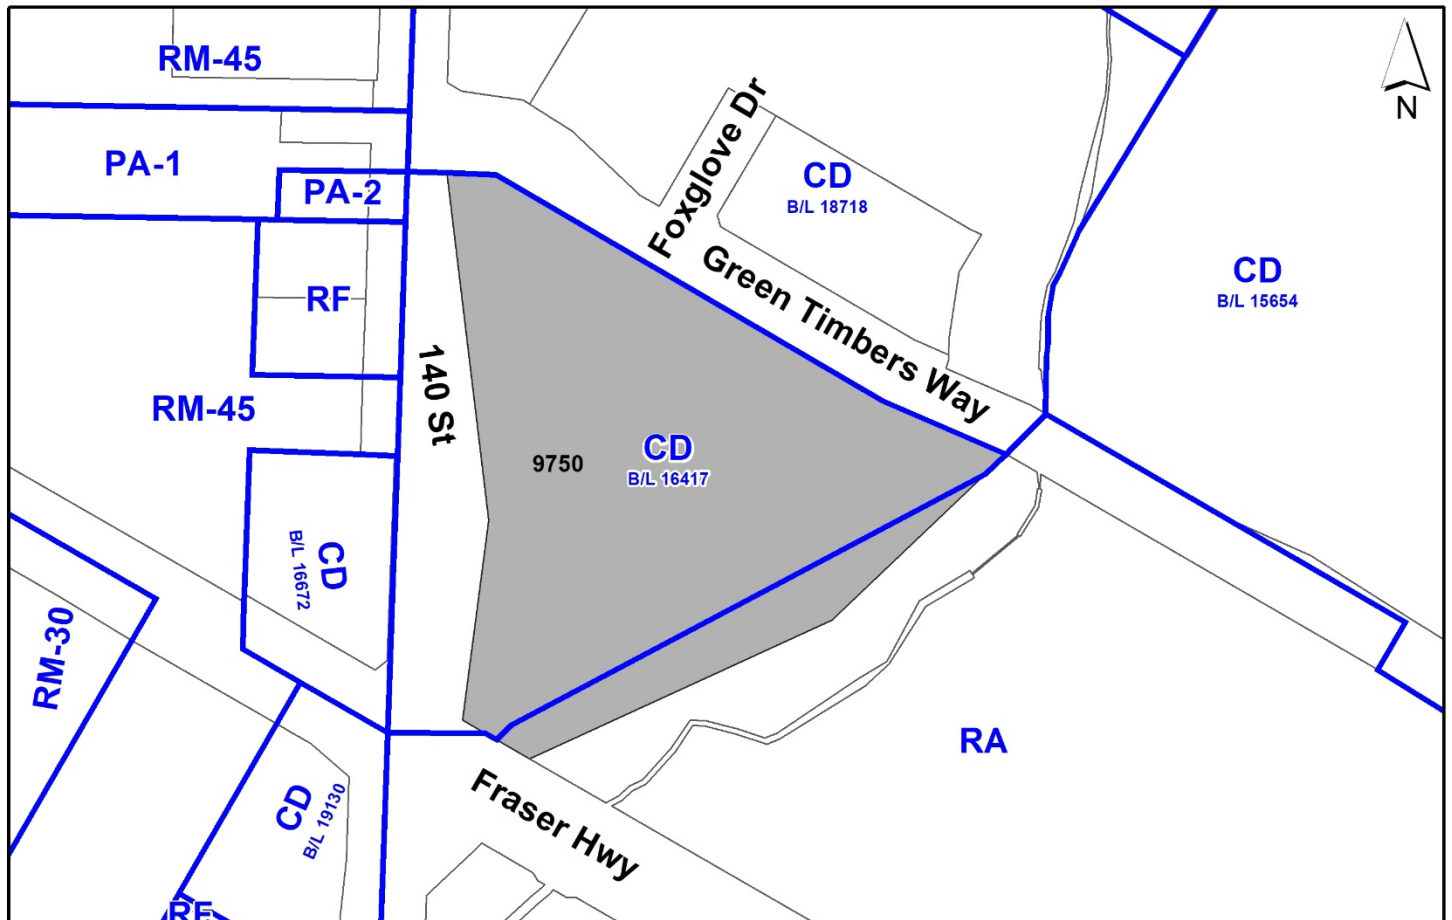 RM-45
PA-1
PA-2
RF
RM-45
CD
B/L 16672
RM-30
CD
B/L 19130
RF
140 St
9750
CD
B/L 16417
Foxglove Dr
Green Timbers Way
CD
B/L 18718
CD
B/L 15654
N
RA
Fraser Hwy